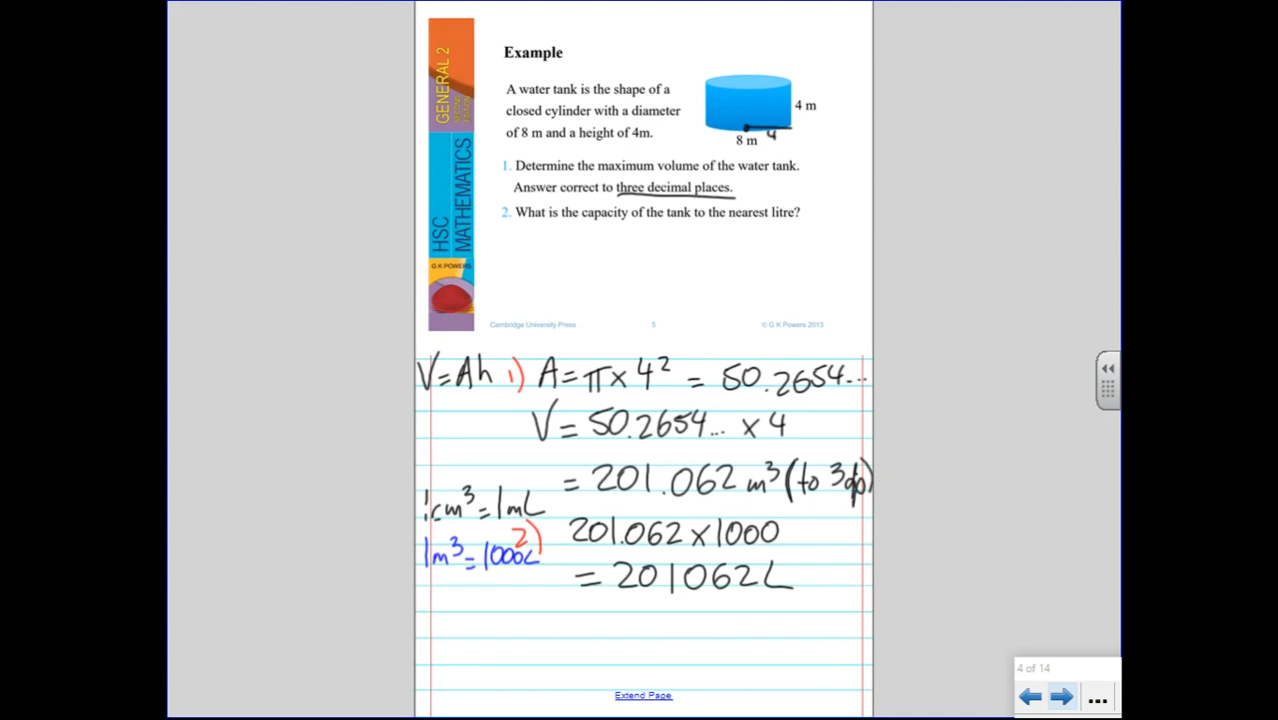 GENERAL 2
SECOND EDITION
HSC
MATHEMATICS
G K POWERS
Example
A water tank is the shape of a
closed cylinder with a diameter
of 8 m and a height of 4m.
4 m
8 m 4
1. Determine the maximum volume of the water tank.
Answer correct to three decimal places.
2. What is the capacity of the tank to the nearest litre?
Cambridge University Press 5 © G K Powers 2013
V=Ah 1) A=π×4² = 50.2654...
V= 50.2654... × 4
= 201.062 m³ (to 3dp)
1cm³=1mL
2) 201.062×1000
1m³=1000L
= 201062L
Extend Page
4 of 14
...